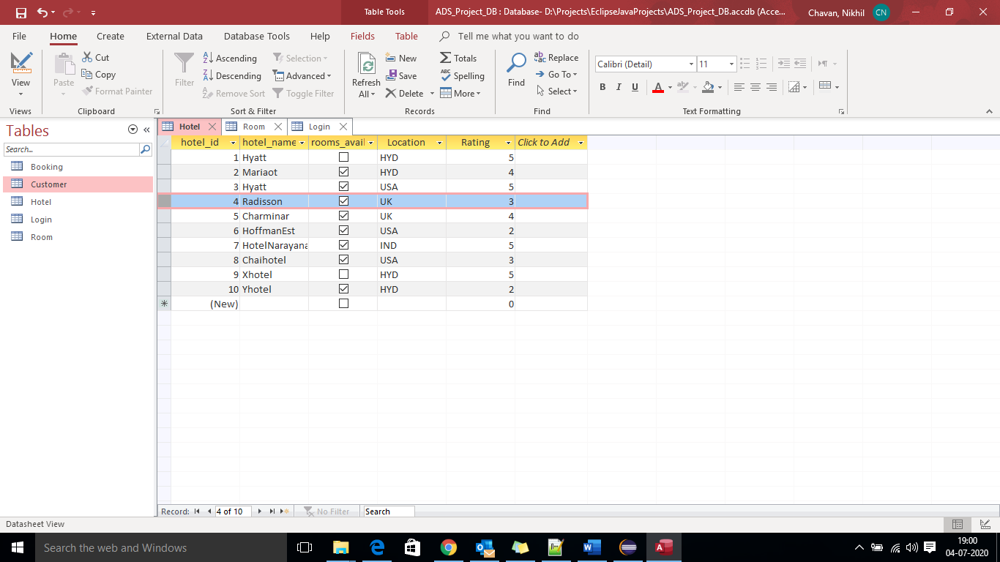 Table Tools
ADS_Project_DB : Database- D:\Projects\EclipseJavaProjects\ADS_Project_DB.accdb (Acce...
Chavan, Nikhil CN
File Home Create External Data Database Tools Help Fields Table Tell me what you want to do
View
Views
Paste
Cut
Copy
Format Painter
Clipboard
Filter
Ascending
Descending
Remove Sort
Selection
Advanced
Toggle Filter
Sort & Filter
Refresh
All
New
Save
Delete
Totals
Spelling
More
Records
Find
Replace
Go To
Select
Find
Calibri (Detail) 11
B I U A
Text Formatting
Tables
Search...
Booking
Customer
Hotel
Login
Room
Hotel Room Login
hotel_id hotel_name rooms_avail Location Rating Click to Add
1 Hyatt HYD 5
2 Mariaot HYD 4
3 Hyatt USA 5
4 Radisson UK 3
5 Charminar UK 4
6 HoffmanEst USA 2
7 HotelNarayana IND 5
8 Chaihotel USA 3
9 Xhotel HYD 5
10 Yhotel HYD 2
(New) 0
Record: 4 of 10 No Filter Search
Datasheet View
Search the web and Windows
19:00
04-07-2020